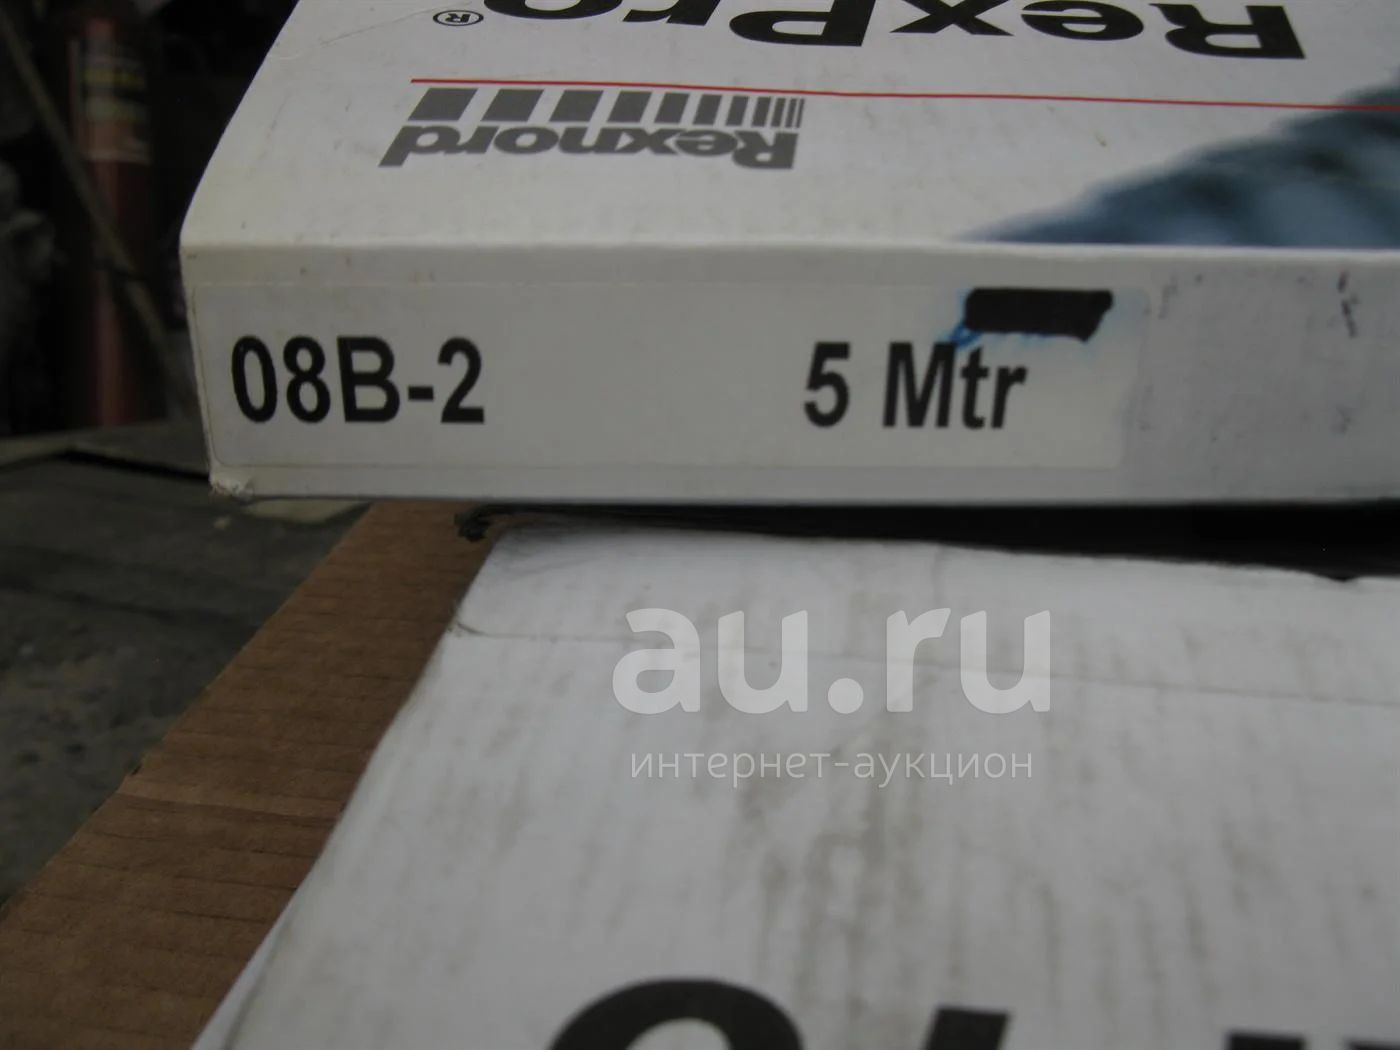 RexPro®
Rexnord
08B-2 5 Mtr
au.ru
интернет-аукцион